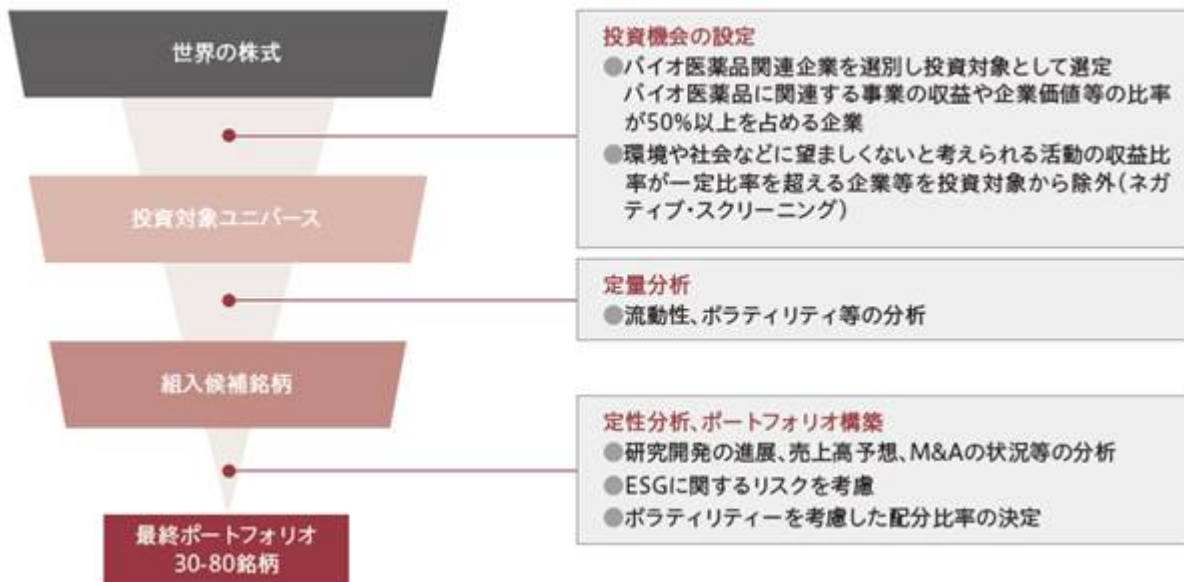 世界の株式
投資機会の設定
●バイオ医薬品関連企業を選別し投資対象として選定
バイオ医薬品に関連する事業の収益や企業価値等の比率
が50%以上を占める企業
●環境や社会などに望ましくないと考えられる活動の収益比
率が一定比率を超える企業等を投資対象から除外(ネガ
ティブ・スクリーニング)
投資対象ユニバース
定量分析
●流動性、ボラティリティ等の分析
組入候補銘柄
定性分析、ポートフォリオ構築
●研究開発の進展、売上高予想、M&Aの状況等の分析
●ESGに関するリスクを考慮
●ボラティリティーを考慮した配分比率の決定
最終ポートフォリオ
30-80銘柄